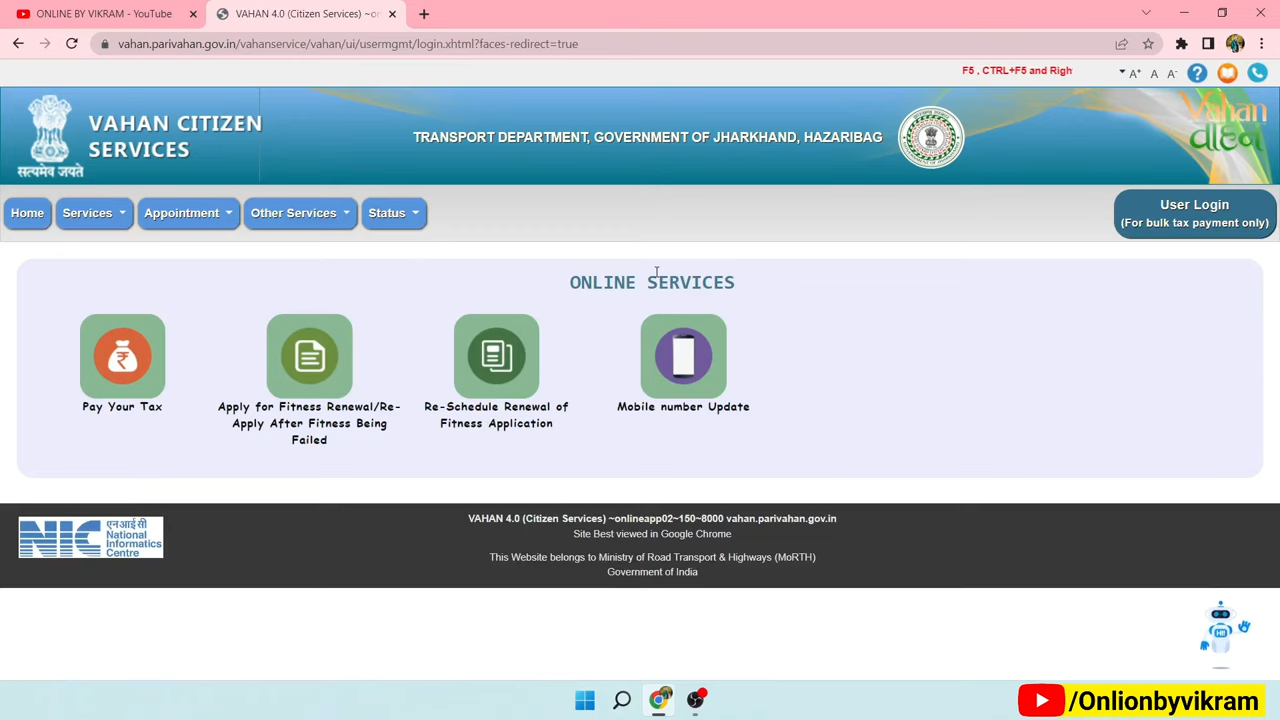 ONLINE BY VIKRAM - YouTube
VAHAN 4.0 (Citizen Services) ~on
vahan.parivahan.gov.in/vahanservice/vahan/ui/usermgmt/login.xhtml?faces-redirect=true
F5 , CTRL+F5 and Righ
A+ A A-
सत्यमेव जयते
VAHAN CITIZEN
SERVICES
TRANSPORT DEPARTMENT, GOVERNMENT OF JHARKHAND, HAZARIBAG
Vahan
वाहन
Home
Services
Appointment
Other Services
Status
User Login
(For bulk tax payment only)
ONLINE SERVICES
Pay Your Tax
Apply for Fitness Renewal/Re-
Apply After Fitness Being
Failed
Re-Schedule Renewal of
Fitness Application
Mobile number Update
NIC
एन आई सी
National
Informatics
Centre
VAHAN 4.0 (Citizen Services) ~onlineapp02~150~8000 vahan.parivahan.gov.in
Site Best viewed in Google Chrome
This Website belongs to Ministry of Road Transport & Highways (MoRTH)
Government of India
/Onlionbyvikram